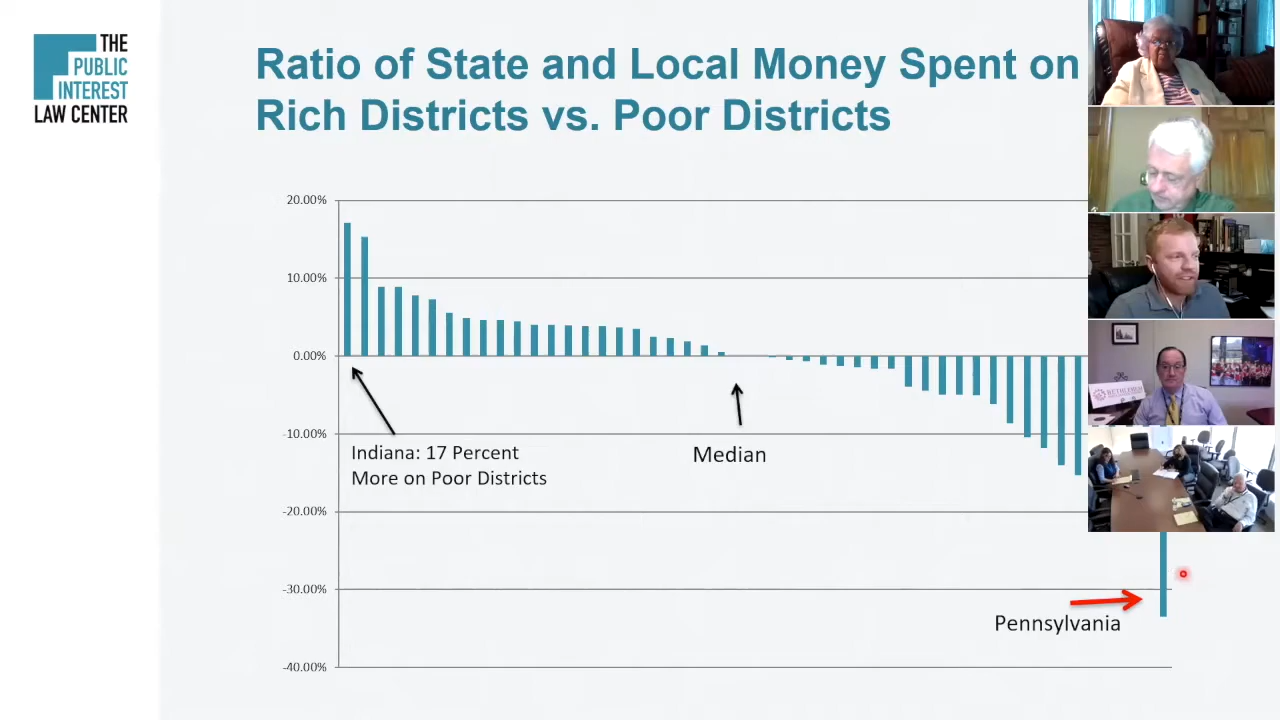 THE
PUBLIC
INTEREST
LAW CENTER
Ratio of State and Local Money Spent on
Rich Districts vs. Poor Districts
20.00%
10.00%
0.00%
-10.00%
-20.00%
-30.00%
-40.00%
Indiana: 17 Percent
More on Poor Districts
Median
Pennsylvania